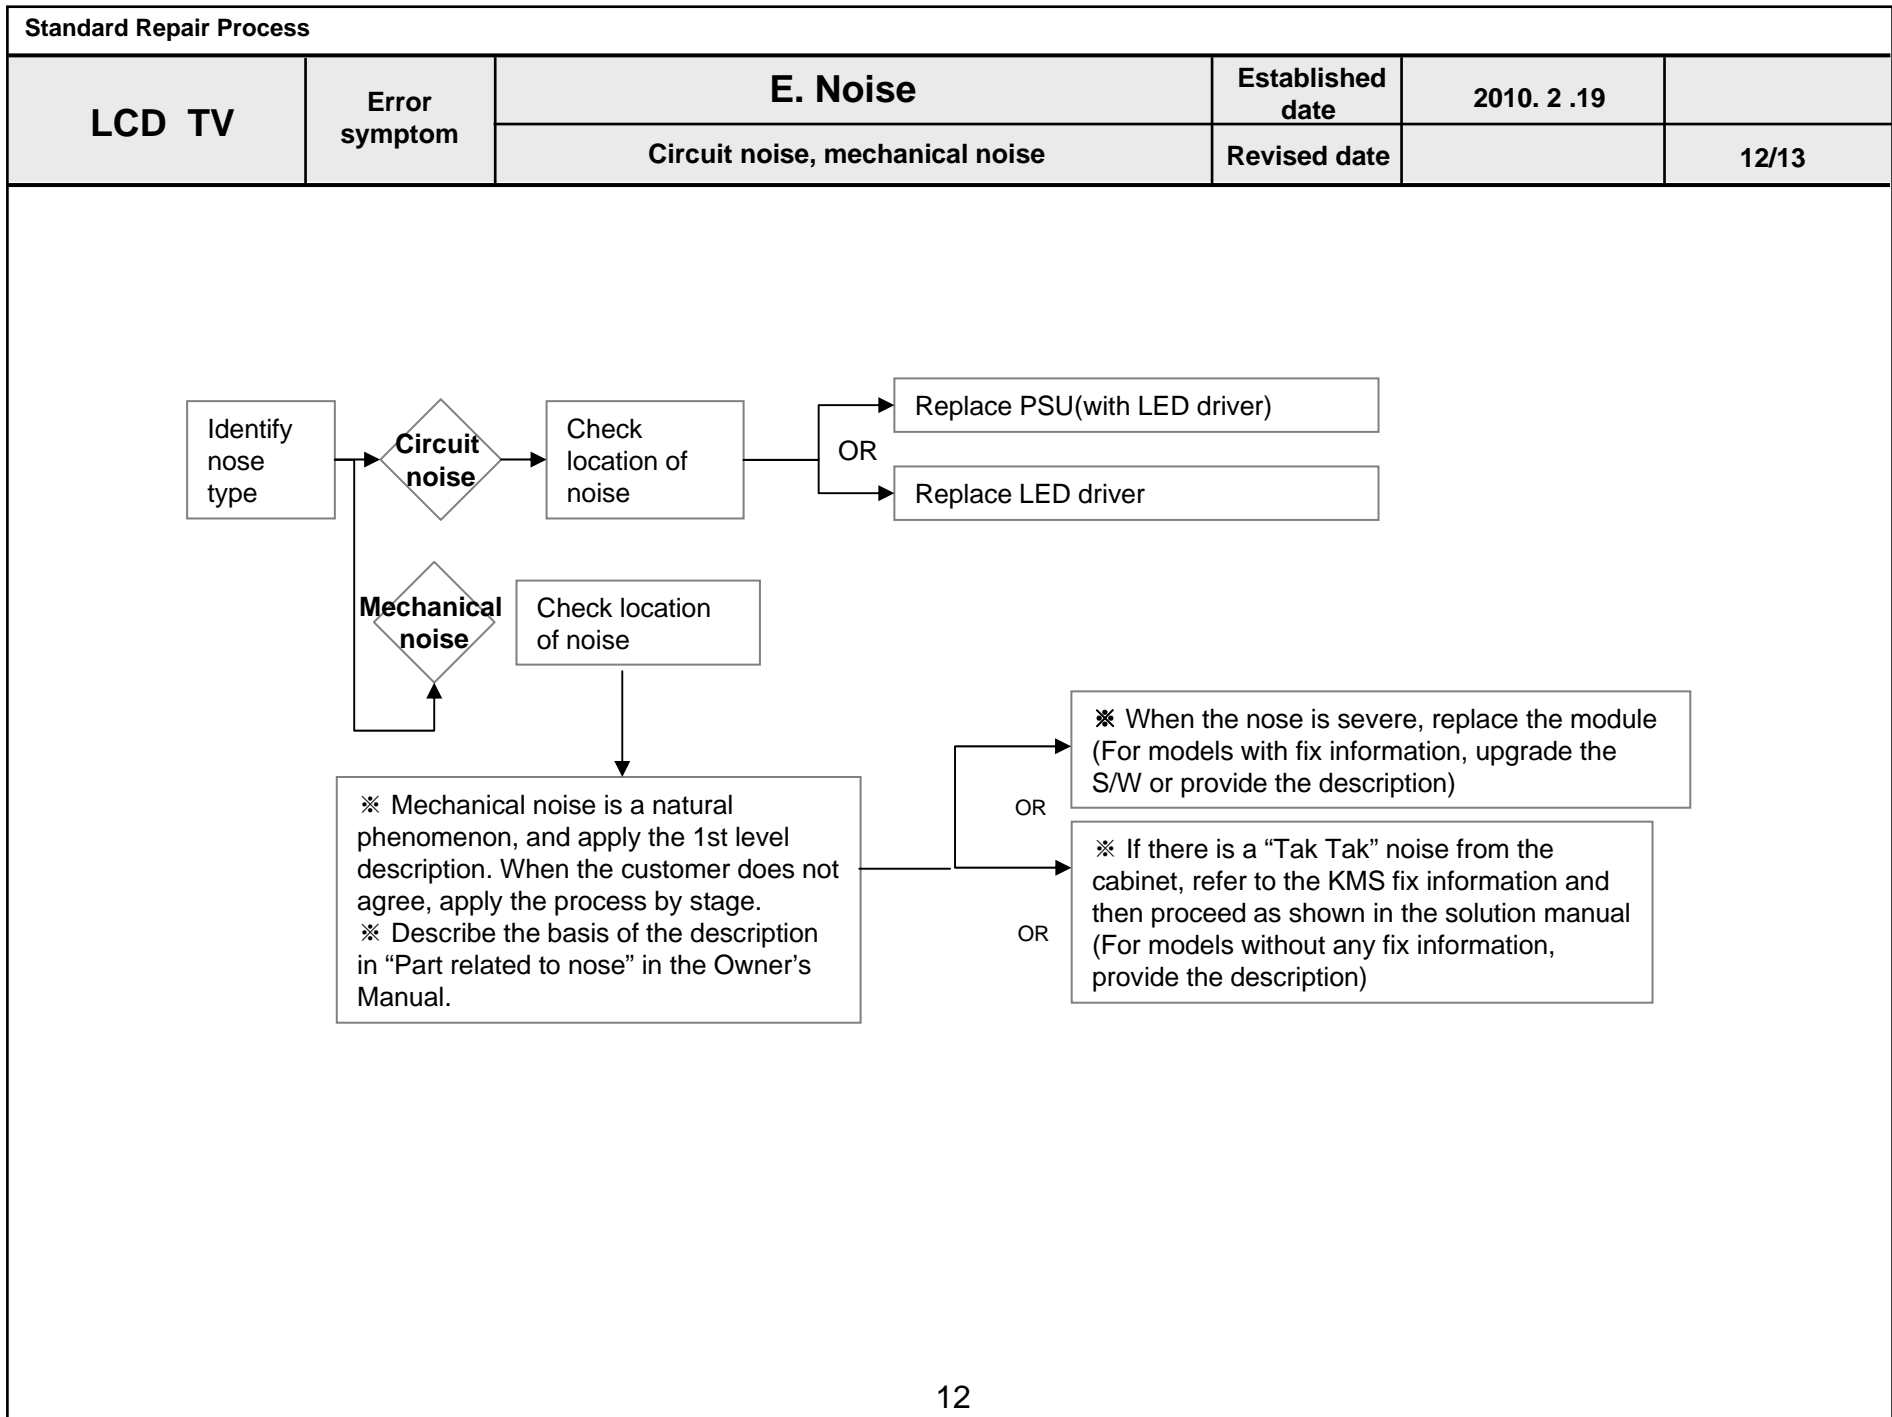 Standard Repair Process
LCD TV
Error
symptom
E. Noise
Circuit noise, mechanical noise
Established
date
2010. 2 .19
Revised date
12/13
Identify
nose
type
Circuit
noise
Check
location of
noise
OR
Replace PSU(with LED driver)
Replace LED driver
Mechanical
noise
Check location
of noise
※ Mechanical noise is a natural
phenomenon, and apply the 1st level
description. When the customer does not
agree, apply the process by stage.
※ Describe the basis of the description
in “Part related to nose” in the Owner’s
Manual.
OR
OR
※ When the nose is severe, replace the module
(For models with fix information, upgrade the
S/W or provide the description)
※ If there is a “Tak Tak” noise from the
cabinet, refer to the KMS fix information and
then proceed as shown in the solution manual
(For models without any fix information,
provide the description)
12